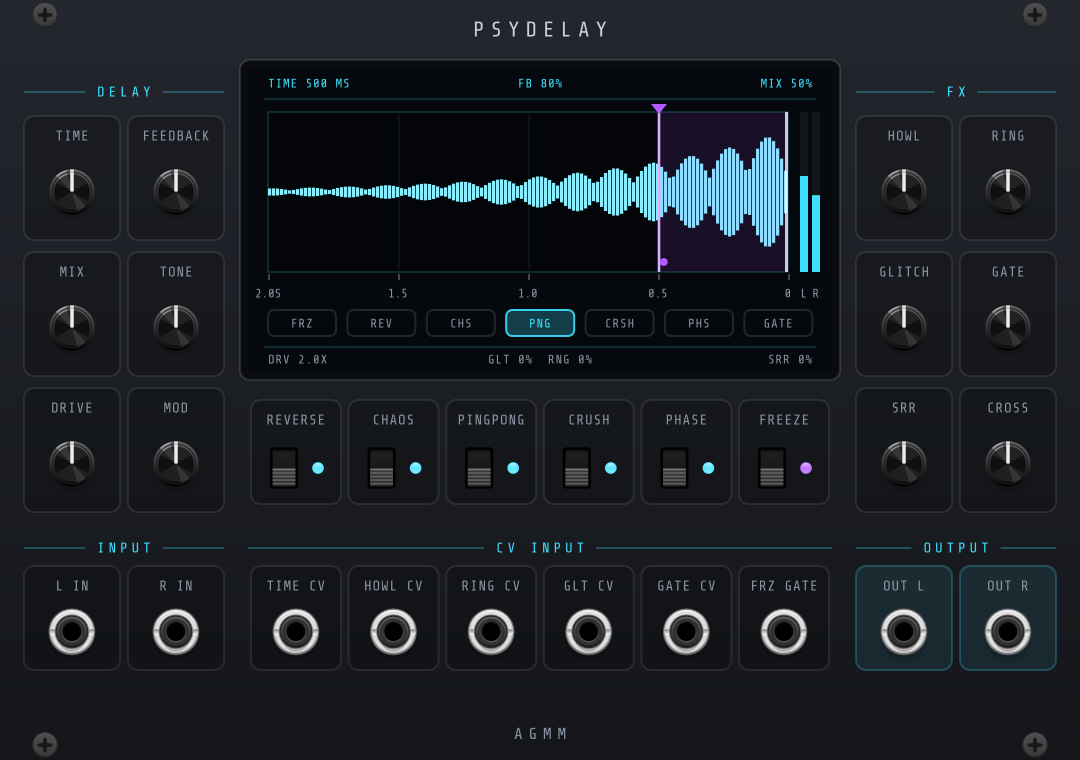 PSYDELAY
DELAY
TIME FEEDBACK
MIX TONE
DRIVE MOD
TIME 500 MS FB 80% MIX 50%
2.0S 1.5 1.0 0.5 0 L R
FRZ REV CHS PNG CRSH PHS GATE
DRV 2.0X GLT 0% RNG 0% SRR 0%
REVERSE CHAOS PINGPONG CRUSH PHASE FREEZE
FX
HOWL RING
GLITCH GATE
SRR CROSS
INPUT
L IN R IN
CV INPUT
TIME CV HOWL CV RING CV GLT CV GATE CV FRZ GATE
OUTPUT
OUT L OUT R
AGMM